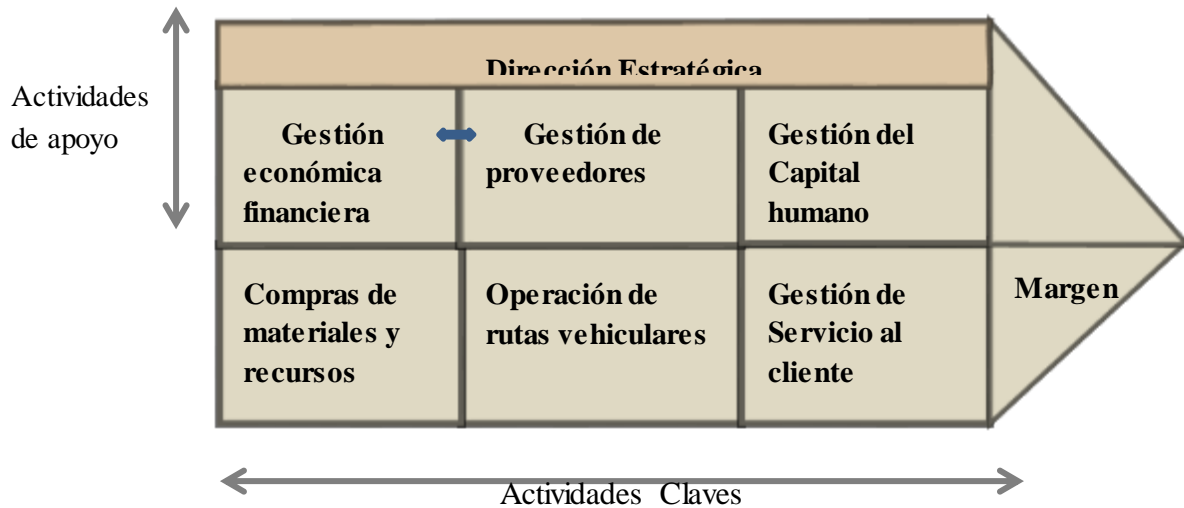 Dirección Estratégica
Actividades
de apoyo
Gestión
económica
financiera
Gestión de
proveedores
Gestión del
Capital
humano
Compras de
materiales y
recursos
Operación de
rutas vehiculares
Gestión de
Servicio al
cliente
Margen
Actividades Claves